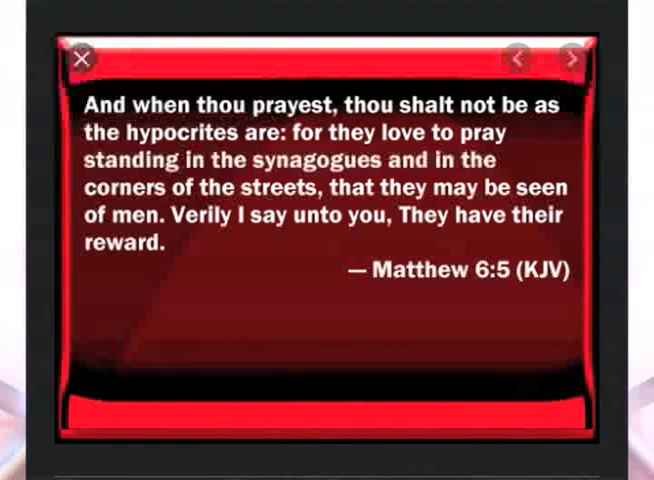 And when thou prayest, thou shalt not be as
the hypocrites are: for they love to pray
standing in the synagogues and in the
corners of the streets, that they may be seen
of men. Verily I say unto you, They have their
reward.
— Matthew 6:5 (KJV)